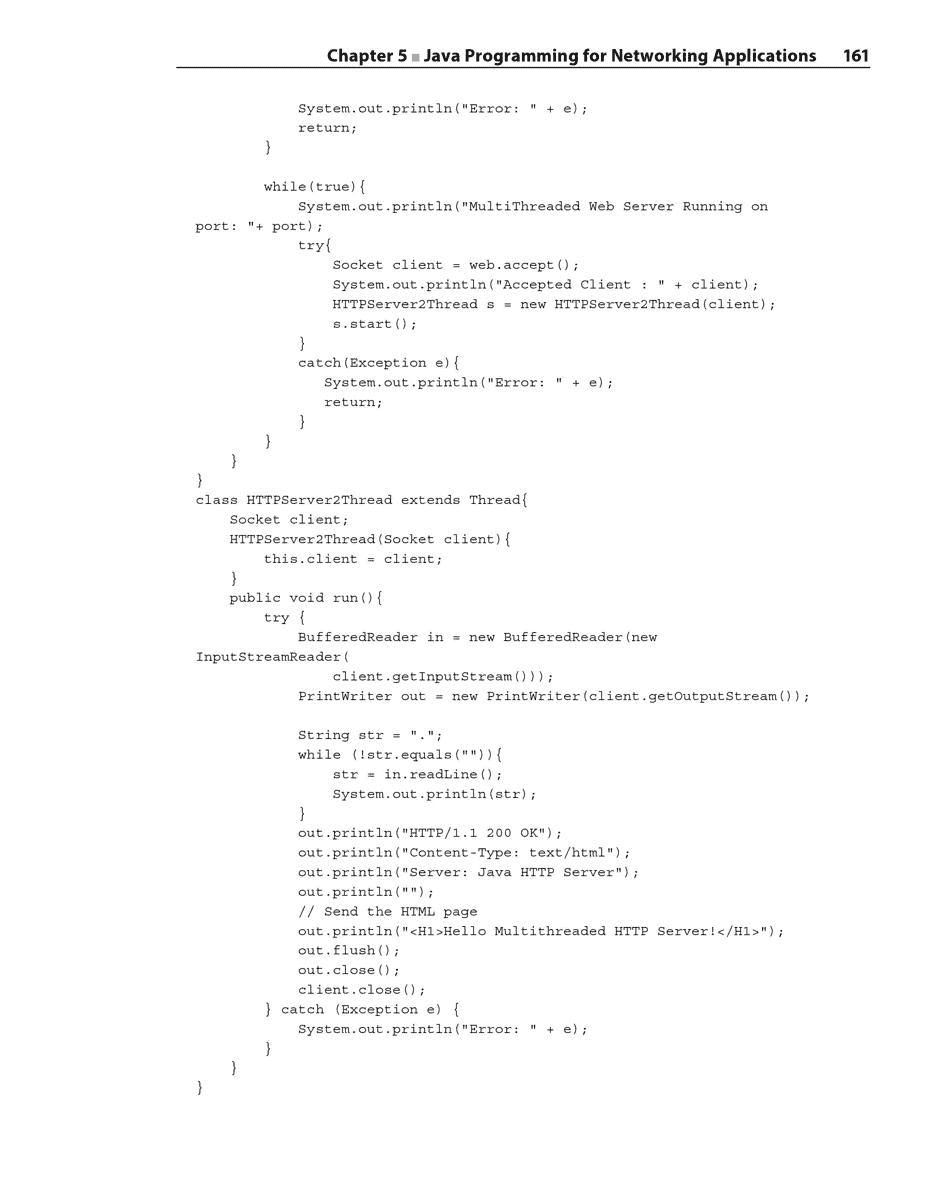 Chapter 5 ■ Java Programming for Networking Applications 161
            System.out.println("Error: " + e);
            return;
        }
        while(true){
            System.out.println("MultiThreaded Web Server Running on
port: "+ port);
            try{
                Socket client = web.accept();
                System.out.println("Accepted Client : " + client);
                HTTPServer2Thread s = new HTTPServer2Thread(client);
                s.start();
            }
            catch(Exception e){
               System.out.println("Error: " + e);
               return;
            }
        }
    }
}
class HTTPServer2Thread extends Thread{
    Socket client;
    HTTPServer2Thread(Socket client){
        this.client = client;
    }
    public void run(){
        try {
            BufferedReader in = new BufferedReader(new
InputStreamReader(
                client.getInputStream()));
            PrintWriter out = new PrintWriter(client.getOutputStream());
            String str = ".";
            while (!str.equals("")){
                str = in.readLine();
                System.out.println(str);
            }
            out.println("HTTP/1.1 200 OK");
            out.println("Content-Type: text/html");
            out.println("Server: Java HTTP Server");
            out.println("");
            // Send the HTML page
            out.println("<H1>Hello Multithreaded HTTP Server!</H1>");
            out.flush();
            out.close();
            client.close();
        } catch (Exception e) {
            System.out.println("Error: " + e);
        }
    }
}